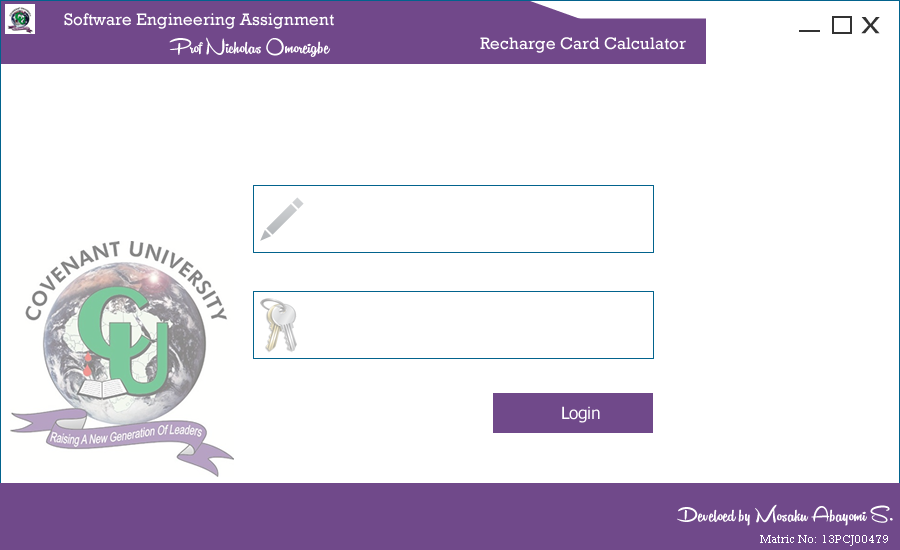 Software Engineering Assignment
Prof Nicholas Omoreigbe
Recharge Card Calculator
COVENANT UNIVERSITY
CU
Raising A New Generation Of Leaders
Login
Develoed by Mosaku Abayomi S.
Matric No: 13PCJ00479